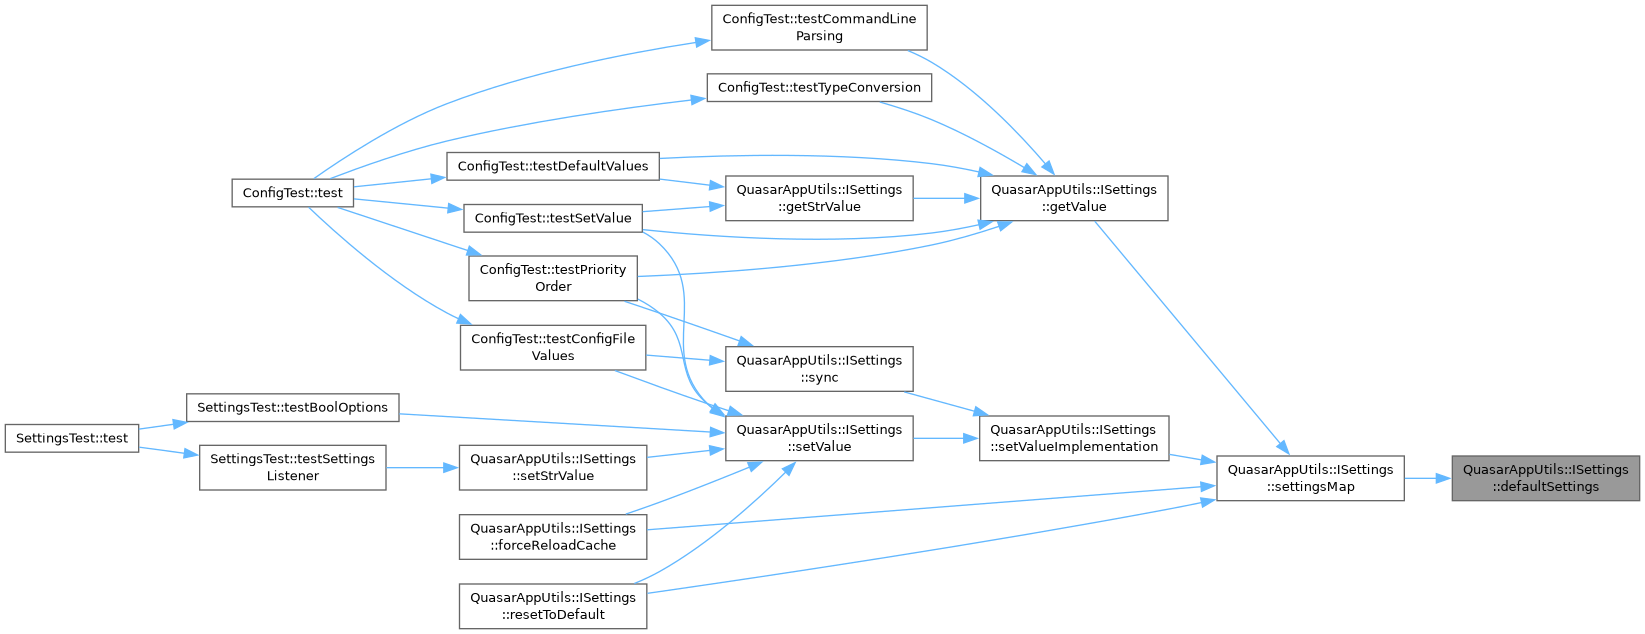 ConfigTest::testCommandLine
Parsing
ConfigTest::testTypeConversion
ConfigTest::testDefaultValues
ConfigTest::test
QuasarAppUtils::ISettings
::getStrValue
QuasarAppUtils::ISettings
::getValue
ConfigTest::testSetValue
ConfigTest::testPriority
Order
ConfigTest::testConfigFile
Values
QuasarAppUtils::ISettings
::sync
SettingsTest::testBoolOptions
SettingsTest::test
QuasarAppUtils::ISettings
::setValue
QuasarAppUtils::ISettings
::setValueImplementation
SettingsTest::testSettings
Listener
QuasarAppUtils::ISettings
::setStrValue
QuasarAppUtils::ISettings
::settingsMap
QuasarAppUtils::ISettings
::defaultSettings
QuasarAppUtils::ISettings
::forceReloadCache
QuasarAppUtils::ISettings
::resetToDefault